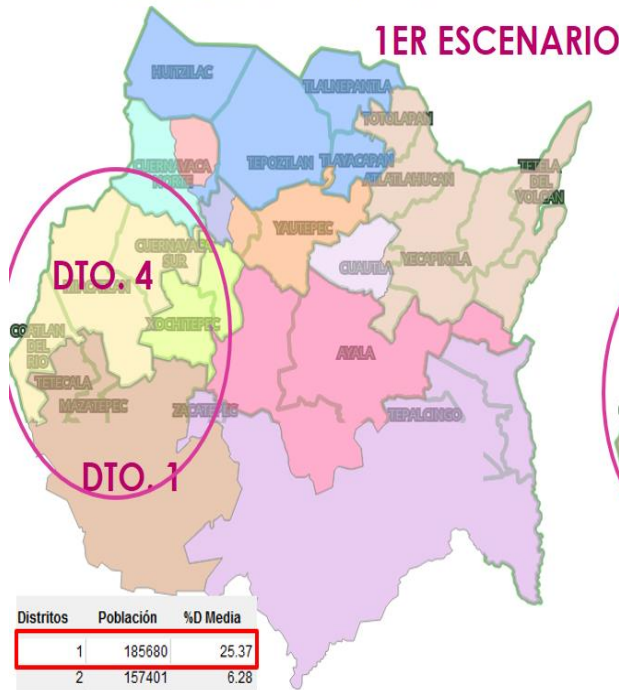 1ER ESCENARIO
HUITZILAC
TLALNEPANTLA
TOTOLAPAN
CUERNAVACA
NORTE
TEPOZTLAN
TLAYACAPAN
ATLATLAHUCAN
TETELA
DEL
VOLCAN
YAUTEPEC
CUERNAVACA
SUR
CUAUTLA
YECAPIXTLA
DTO. 4
XOCHITEPEC
COATLAN
DEL
RIO
AYALA
TETECALA
MAZATEPEC
ZACATEPEC
TEPALCINGO
DTO. 1
Distritos Población %D Media
1 185680 25.37
2 157401 6.28